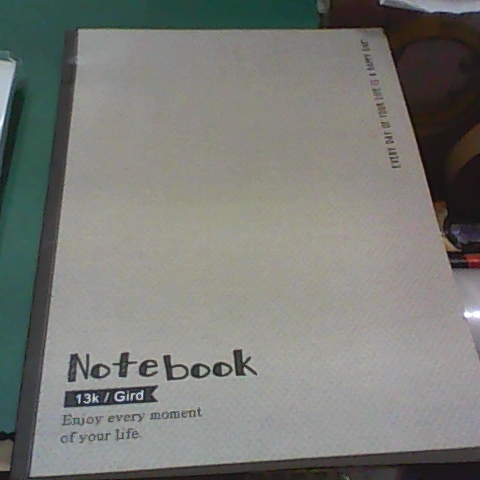 EVERY DAY OF YOUR LIFE IS A HAPPY DAY
Notebook
13k / Gird
Enjoy every moment
of your life.